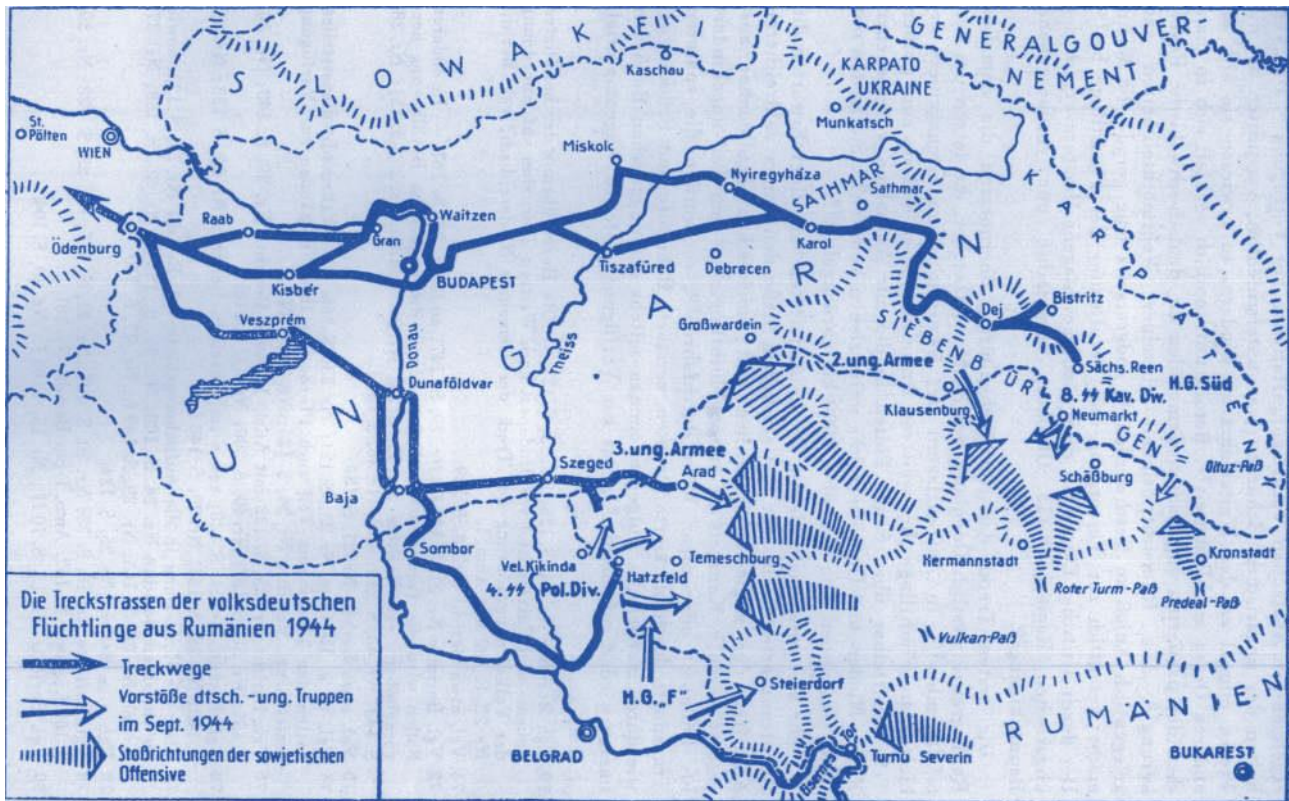 SLOWAKEI
GENERALGOUVER-
NEMENT
KARPATO
UKRAINE
Kaschau
Munkatsch
St.
Pölten
WIEN
Miskolc
Nyiregyháza
SATHMAR
Sathmar
KARPATEN
Raab
Waitzen
Gran
Ödenburg
Karol
Tiszafüred
Debrecen
BUDAPEST
Kisbér
UNGARN
Bistritz
Dej
Veszprém
Donau
Großwardein
SIEBENBÜRGEN
Theiss
2.ung.Armee
Sächs.Reen
H.G.Süd
8.SS Kav. Div.
Dunaföldvar
Klausenburg
Neumarkt
3.ung.Armee
Oituz-Paß
Szeged
Arad
Schäßburg
Baja
Sombor
Vel.Kikinda
Temeschburg
Hermannstadt
Kronstadt
4.SS Pol.Div.
Hatzfeld
Roter Turm-Paß
Predeal-Paß
Vulkan-Paß
H.G.„F"
Steierdorf
RUMÄNIEN
BELGRAD
Eisernes Tor
Turnu Severin
BUKAREST
Die Treckstrassen der volksdeutschen
Flüchtlinge aus Rumänien 1944
Treckwege
Vorstöße dtsch.-ung. Truppen
im Sept. 1944
Stoßrichtungen der sowjetischen
Offensive